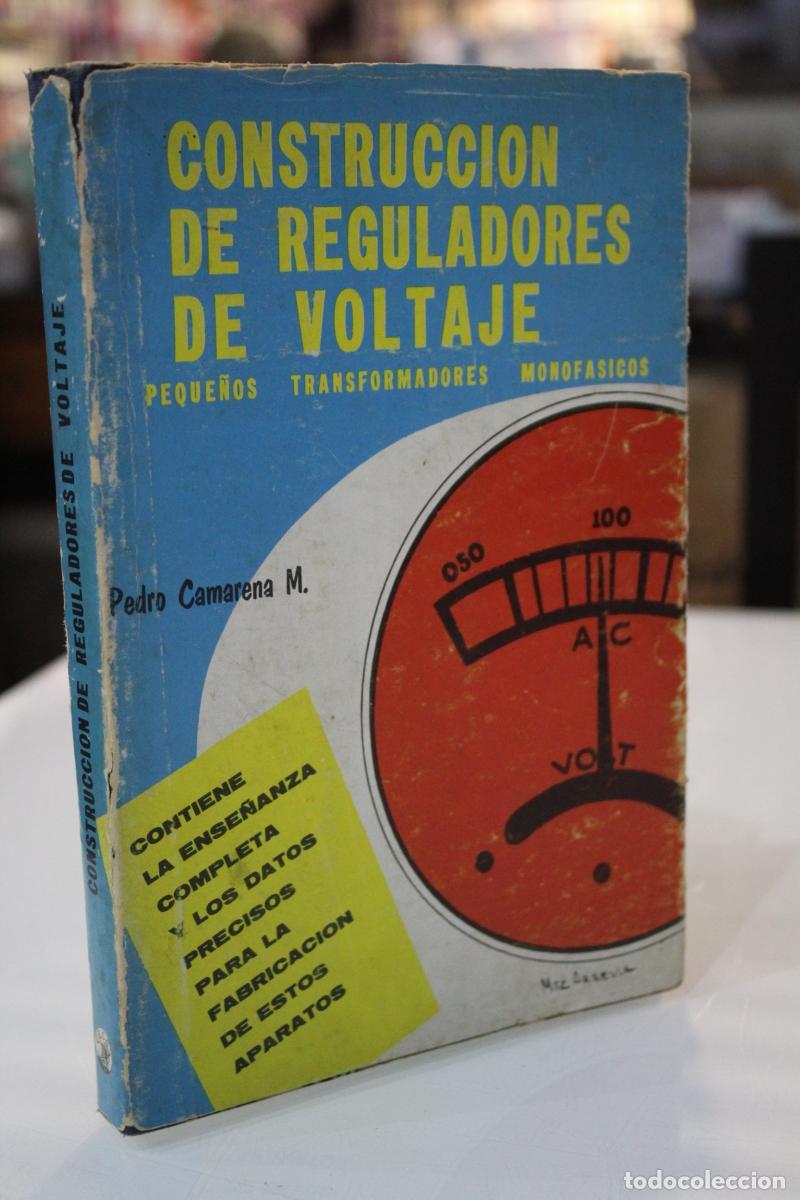 CONSTRUCCION
DE REGULADORES
DE VOLTAJE
PEQUEÑOS TRANSFORMADORES MONOFASICOS
Pedro Camarena M.
050
100
AC
VOLT
CONTIENE
LA ENSEÑANZA
COMPLETA
Y LOS DATOS
PRECISOS
PARA LA
FABRICACION
DE ESTOS
APARATOS
CONSTRUCCION DE REGULADORES DE VOLTAJE
todocoleccion